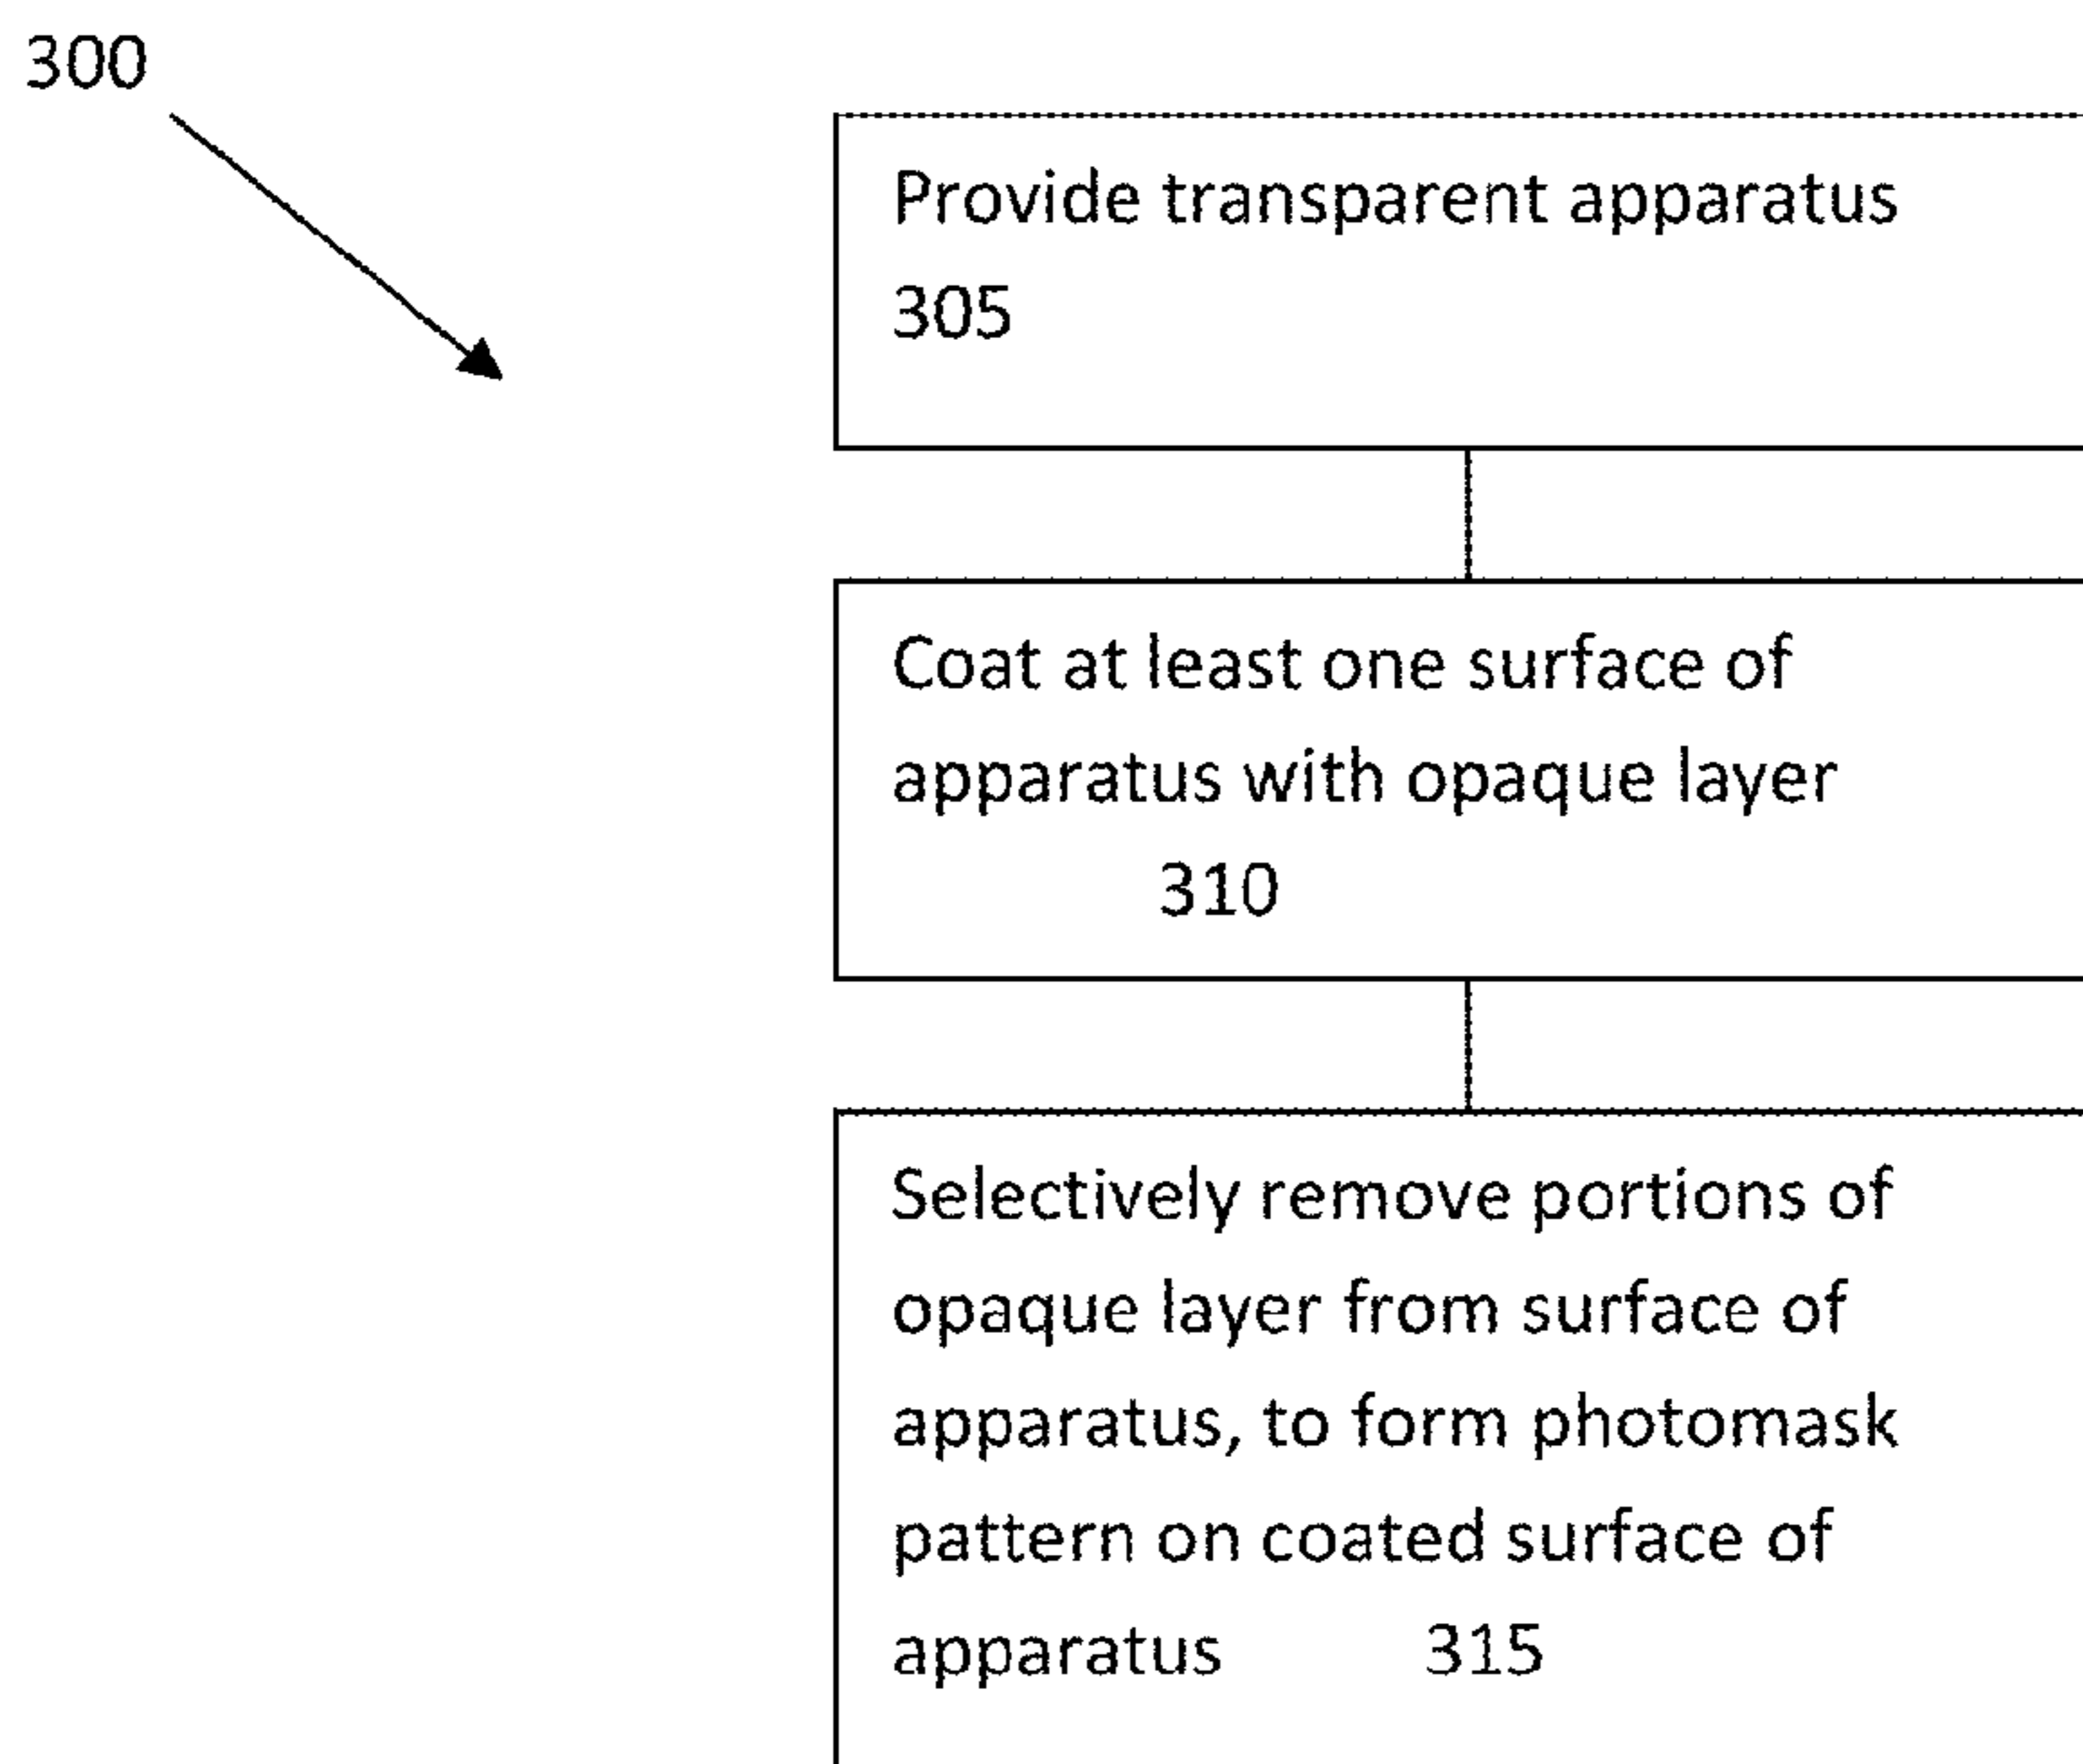 300
Provide transparent apparatus
305
Coat at least one surface of
apparatus with opaque layer
310
Selectively remove portions of
opaque layer from surface of
apparatus, to form photomask
pattern on coated surface of
apparatus 315